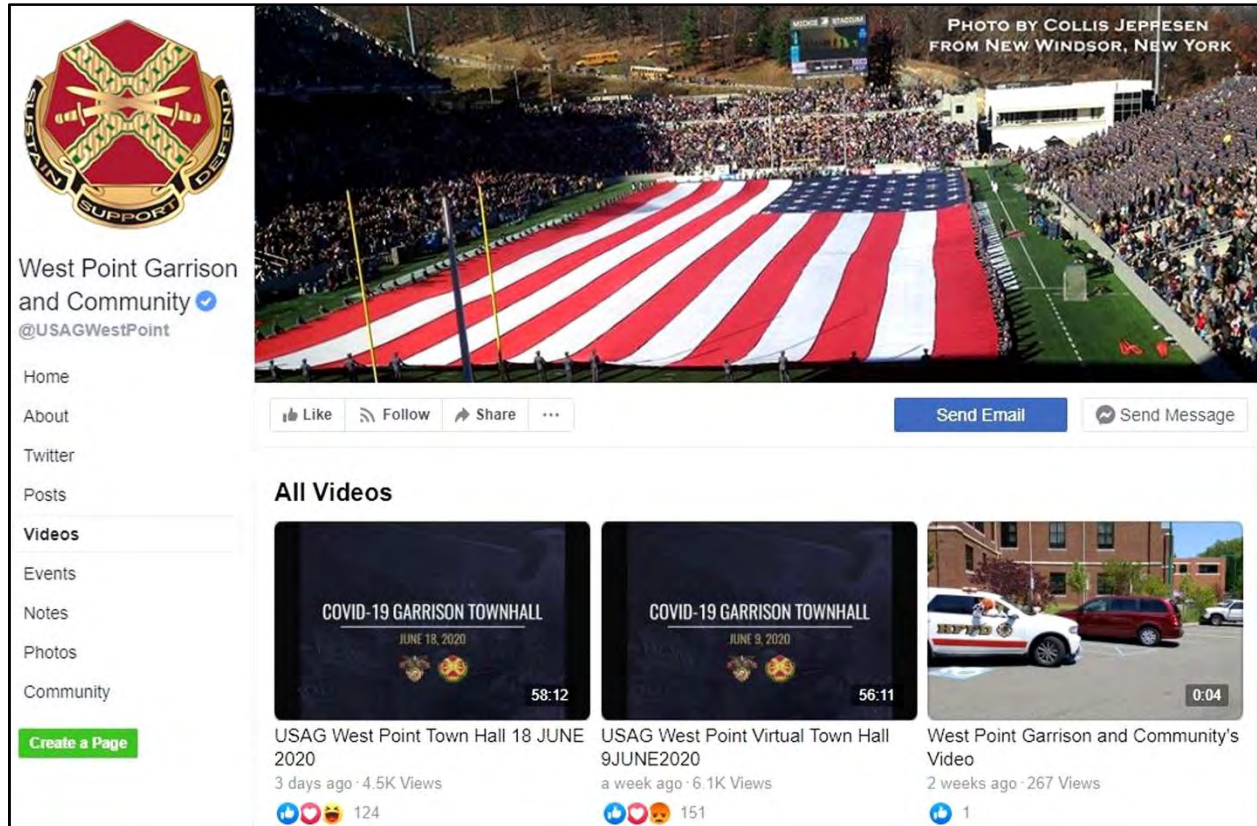 SUSTAIN
SUPPORT
DEFEND
West Point Garrison
and Community
@USAGWestPoint
Home
About
Twitter
Posts
Videos
Events
Notes
Photos
Community
Create a Page
MICHIE STADIUM
PHOTO BY COLLIS JEPPESEN
FROM NEW WINDSOR, NEW YORK
Like
Follow
Share
Send Email
Send Message
All Videos
COVID-19 GARRISON TOWNHALL
JUNE 18, 2020
58:12
USAG West Point Town Hall 18 JUNE
2020
3 days ago · 4.5K Views
124
COVID-19 GARRISON TOWNHALL
JUNE 9, 2020
56:11
USAG West Point Virtual Town Hall
9JUNE2020
a week ago · 6.1K Views
151
HFFD
0:04
West Point Garrison and Community's
Video
2 weeks ago · 267 Views
1